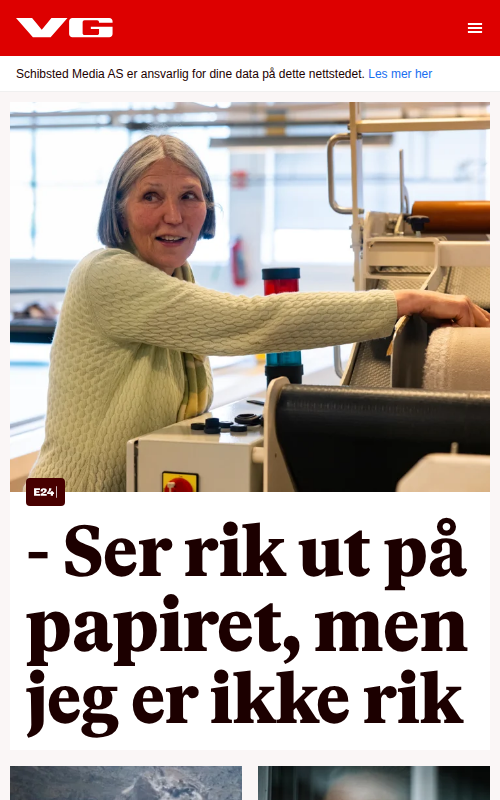 VG
Schibsted Media AS er ansvarlig for dine data på dette nettstedet. Les mer her
E24
- Ser rik ut på
papiret, men
jeg er ikke rik